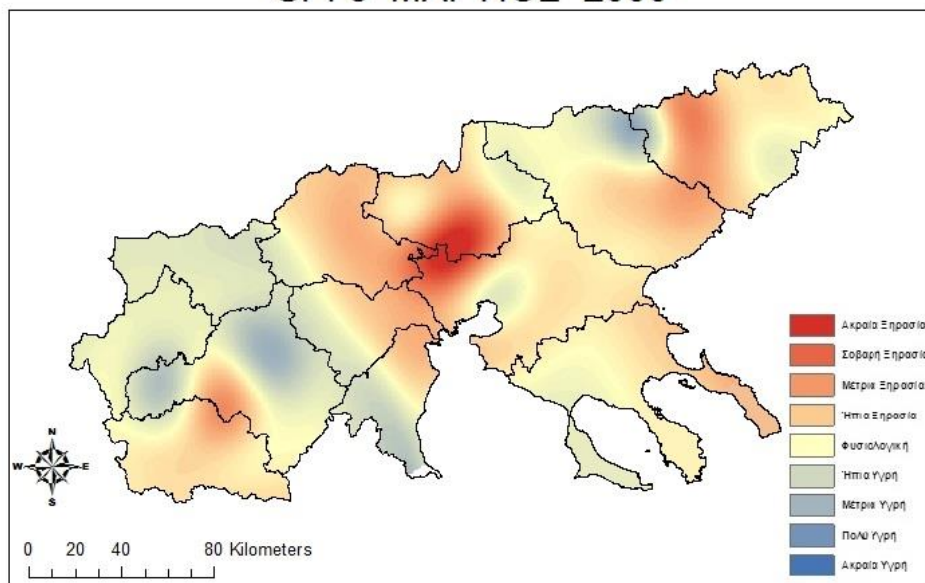 Ακραία Ξηρασία
Σοβαρή Ξηρασία
Μέτρια Ξηρασία
Ήπια Ξηρασία
Φυσιολογική
Ήπια Υγρή
Μέτρια Υγρή
Πολύ Υγρή
Ακραία Υγρή
N
W E
S
0 20 40 80 Kilometers